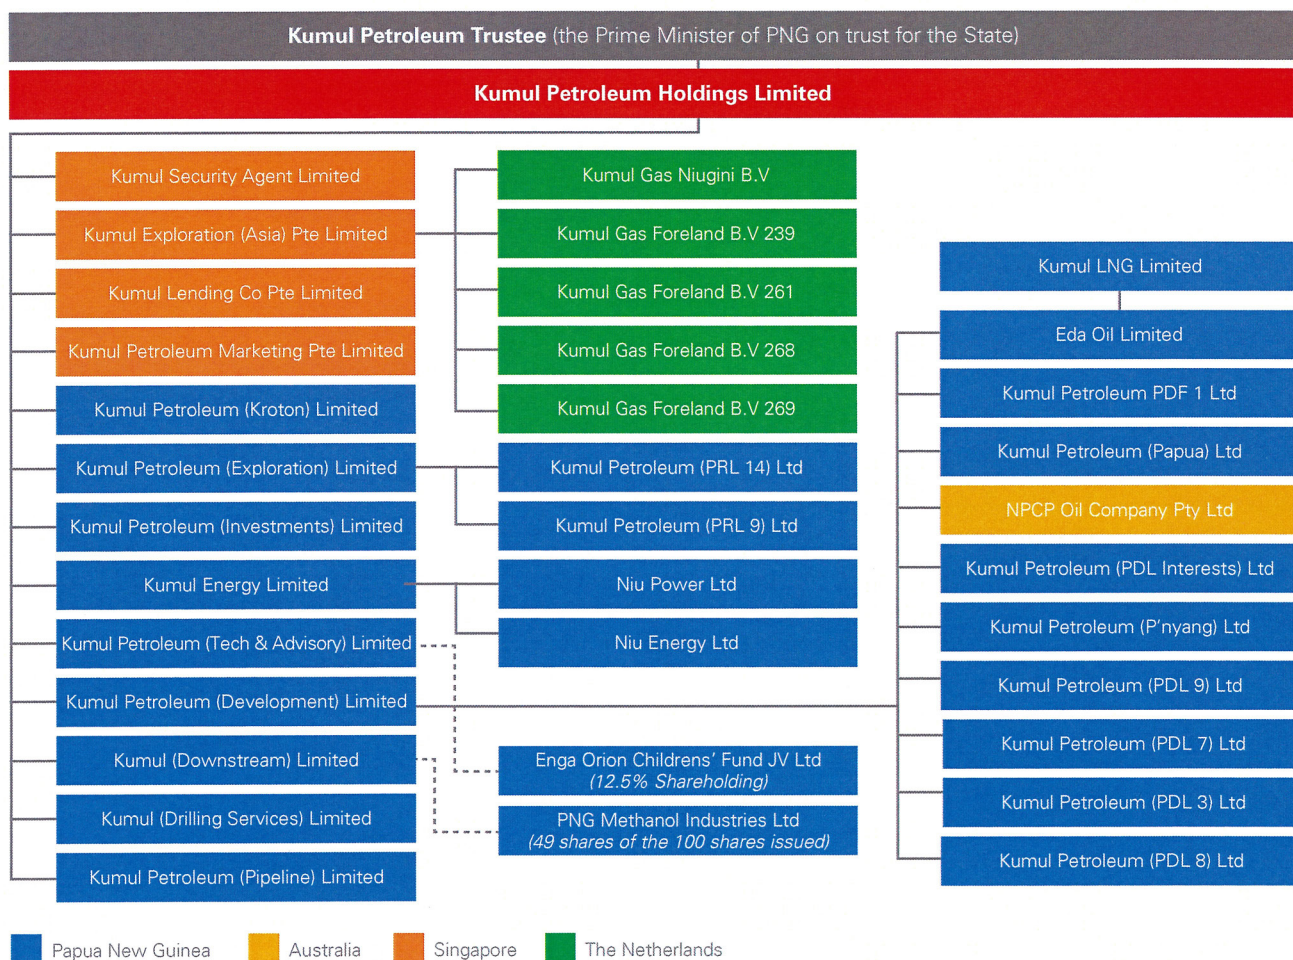 Kumul Petroleum Trustee (the Prime Minister of PNG on trust for the State)
Kumul Petroleum Holdings Limited
Kumul Security Agent Limited
Kumul Exploration (Asia) Pte Limited
Kumul Lending Co Pte Limited
Kumul Petroleum Marketing Pte Limited
Kumul Petroleum (Kroton) Limited
Kumul Petroleum (Exploration) Limited
Kumul Petroleum (Investments) Limited
Kumul Energy Limited
Kumul Petroleum (Tech & Advisory) Limited
Kumul Petroleum (Development) Limited
Kumul (Downstream) Limited
Kumul (Drilling Services) Limited
Kumul Petroleum (Pipeline) Limited
Kumul Gas Niugini B.V
Kumul Gas Foreland B.V 239
Kumul Gas Foreland B.V 261
Kumul Gas Foreland B.V 268
Kumul Gas Foreland B.V 269
Kumul Petroleum (PRL 14) Ltd
Kumul Petroleum (PRL 9) Ltd
Niu Power Ltd
Niu Energy Ltd
Enga Orion Childrens' Fund JV Ltd
(12.5% Shareholding)
PNG Methanol Industries Ltd
(49 shares of the 100 shares issued)
Kumul LNG Limited
Eda Oil Limited
Kumul Petroleum PDF 1 Ltd
Kumul Petroleum (Papua) Ltd
NPCP Oil Company Pty Ltd
Kumul Petroleum (PDL Interests) Ltd
Kumul Petroleum (P'nyang) Ltd
Kumul Petroleum (PDL 9) Ltd
Kumul Petroleum (PDL 7) Ltd
Kumul Petroleum (PDL 3) Ltd
Kumul Petroleum (PDL 8) Ltd
Papua New Guinea
Australia
Singapore
The Netherlands